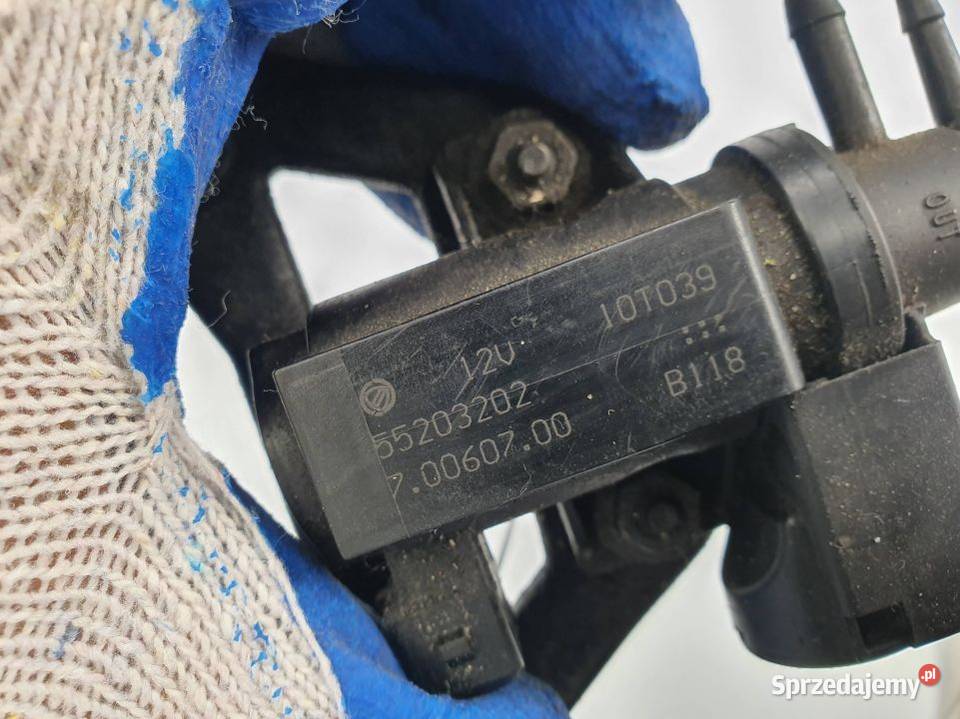 12V 10T039
55203202
7.00607.00 B118
OUT
Sprzedajemy.pl